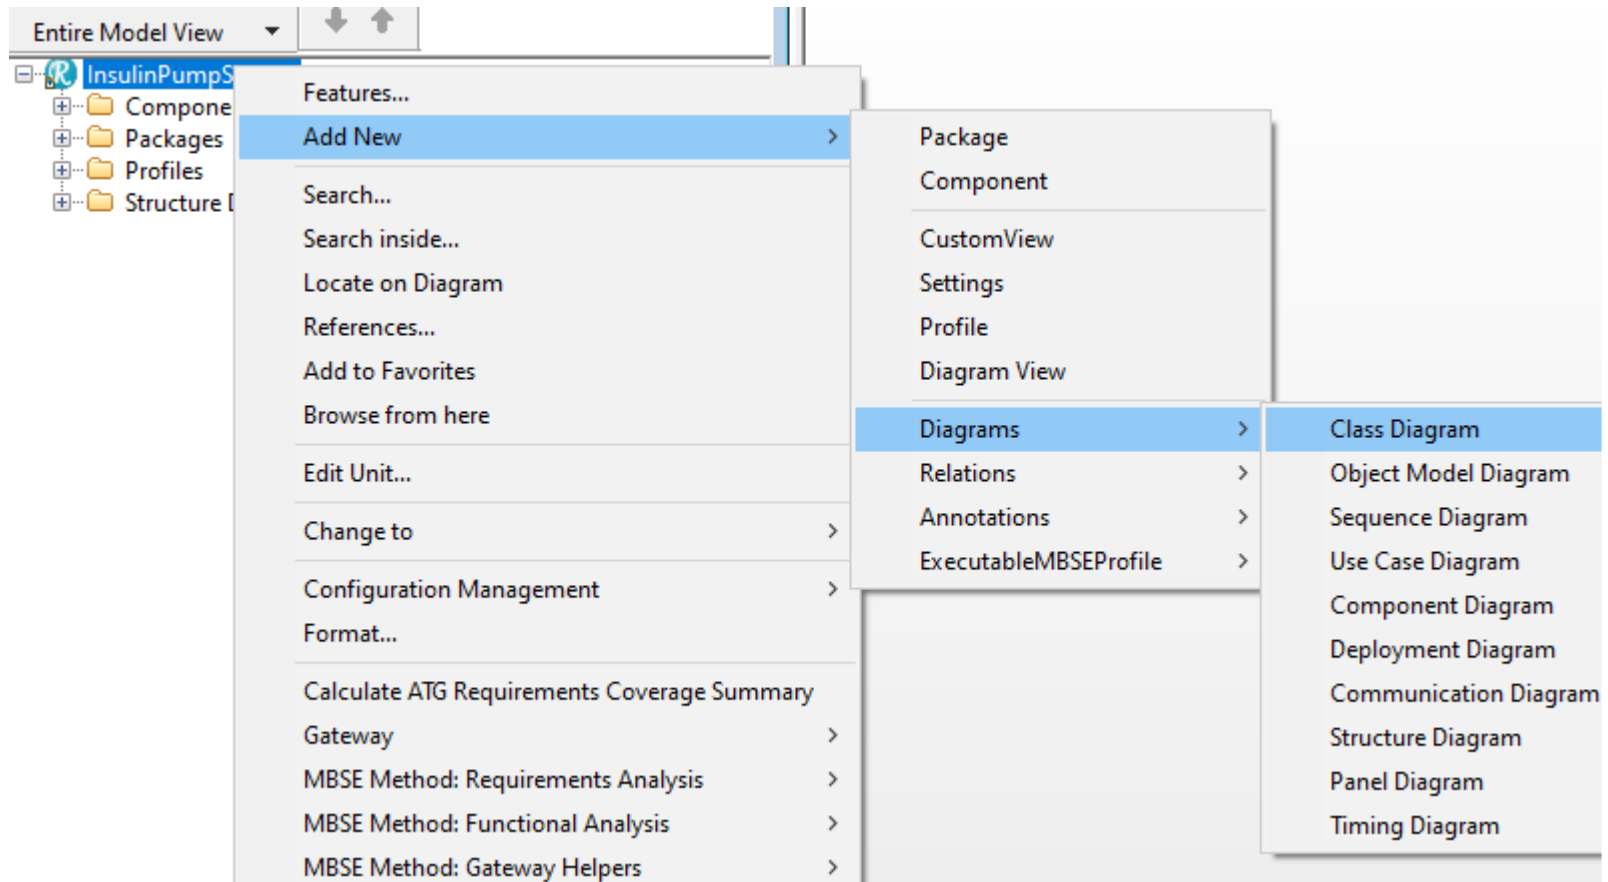 Entire Model View
InsulinPumpS
Compone
Packages
Profiles
Structure D
Features...
Add New
Search...
Search inside...
Locate on Diagram
References...
Add to Favorites
Browse from here
Edit Unit...
Change to
Configuration Management
Format...
Calculate ATG Requirements Coverage Summary
Gateway
MBSE Method: Requirements Analysis
MBSE Method: Functional Analysis
MBSE Method: Gateway Helpers
Package
Component
CustomView
Settings
Profile
Diagram View
Diagrams
Relations
Annotations
ExecutableMBSEProfile
Class Diagram
Object Model Diagram
Sequence Diagram
Use Case Diagram
Component Diagram
Deployment Diagram
Communication Diagram
Structure Diagram
Panel Diagram
Timing Diagram